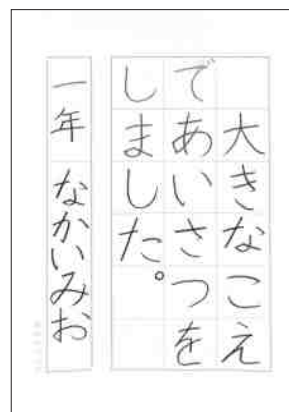 大きなこえ
であいさつを
しました。
一年 なかいみお